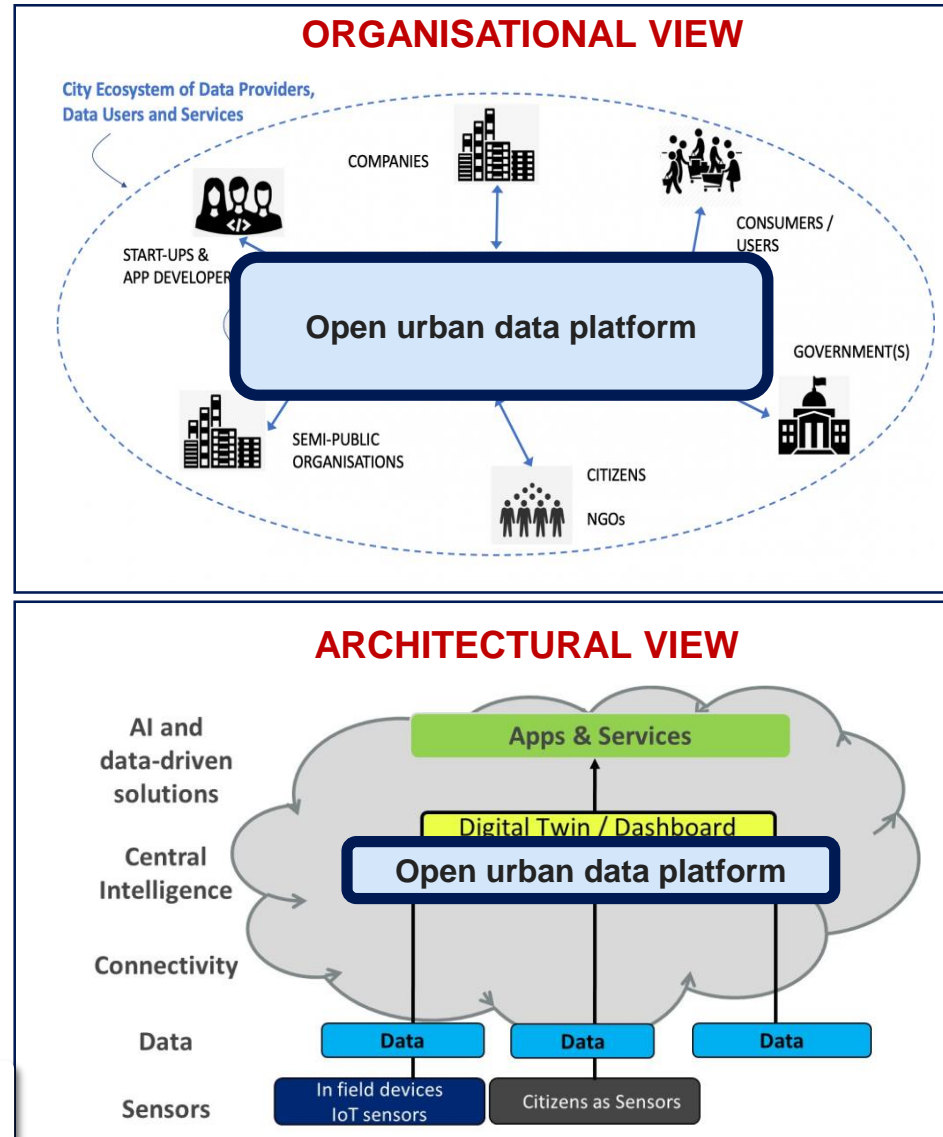 ORGANISATIONAL VIEW
City Ecosystem of Data Providers,
Data Users and Services
COMPANIES
</>
START-UPS &
APP DEVELOPER
CONSUMERS /
USERS
Open urban data platform
GOVERNMENT(S)
SEMI-PUBLIC
ORGANISATIONS
CITIZENS
NGOs
ARCHITECTURAL VIEW
AI and
data-driven
solutions
Apps & Services
Digital Twin / Dashboard
Central
Intelligence
Open urban data platform
Connectivity
Data
Data
Data
Data
Sensors
In field devices
IoT sensors
Citizens as Sensors